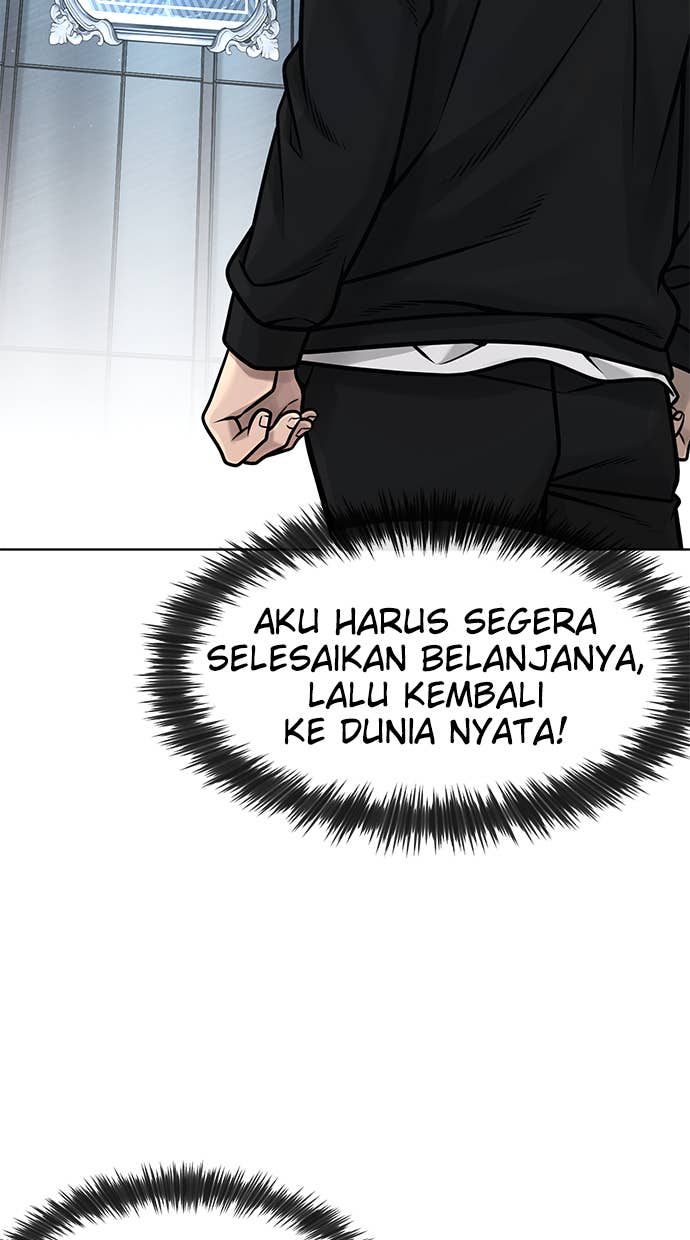 AKU HARUS SEGERA
SELESAIKAN BELANJANYA,
LALU KEMBALI
KE DUNIA NYATA!